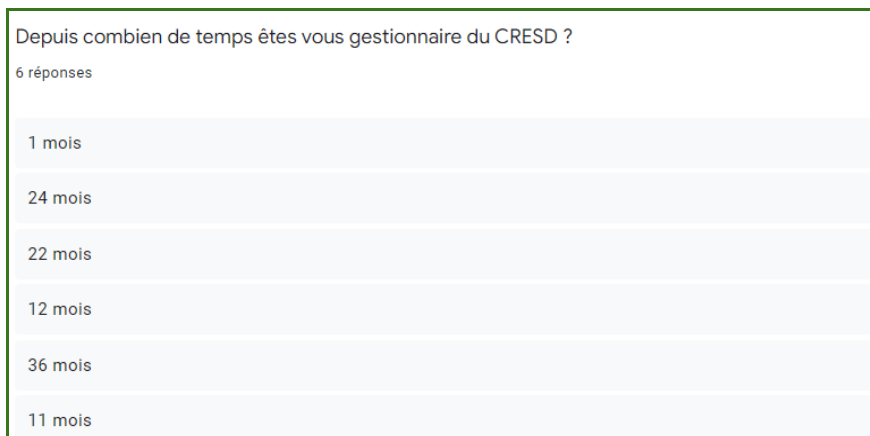 Depuis combien de temps êtes vous gestionnaire du CRESD ?
6 réponses
1 mois
24 mois
22 mois
12 mois
36 mois
11 mois